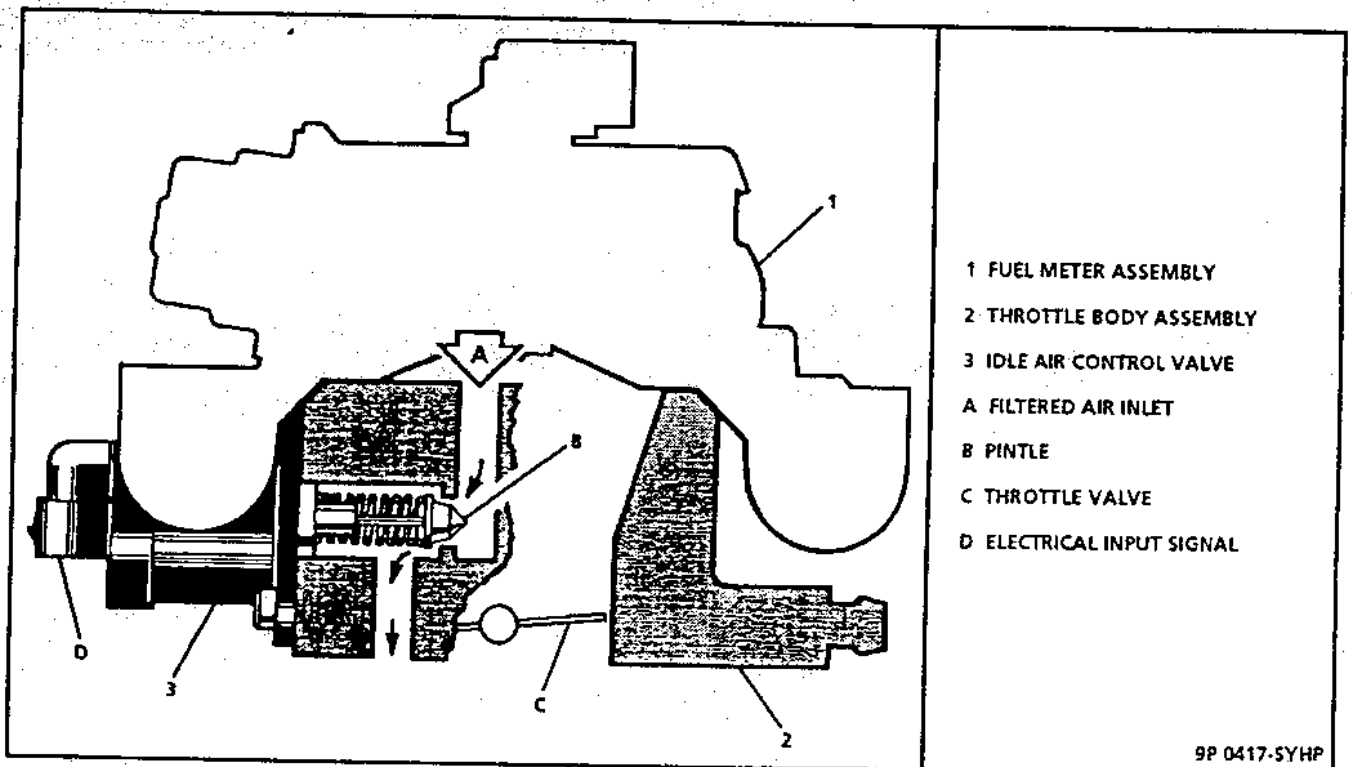 1
A
B
D
3
C
2
1 FUEL METER ASSEMBLY
2 THROTTLE BODY ASSEMBLY
3 IDLE AIR CONTROL VALVE
A FILTERED AIR INLET
B PINTLE
C THROTTLE VALVE
D ELECTRICAL INPUT SIGNAL
9P 0417-SYHP